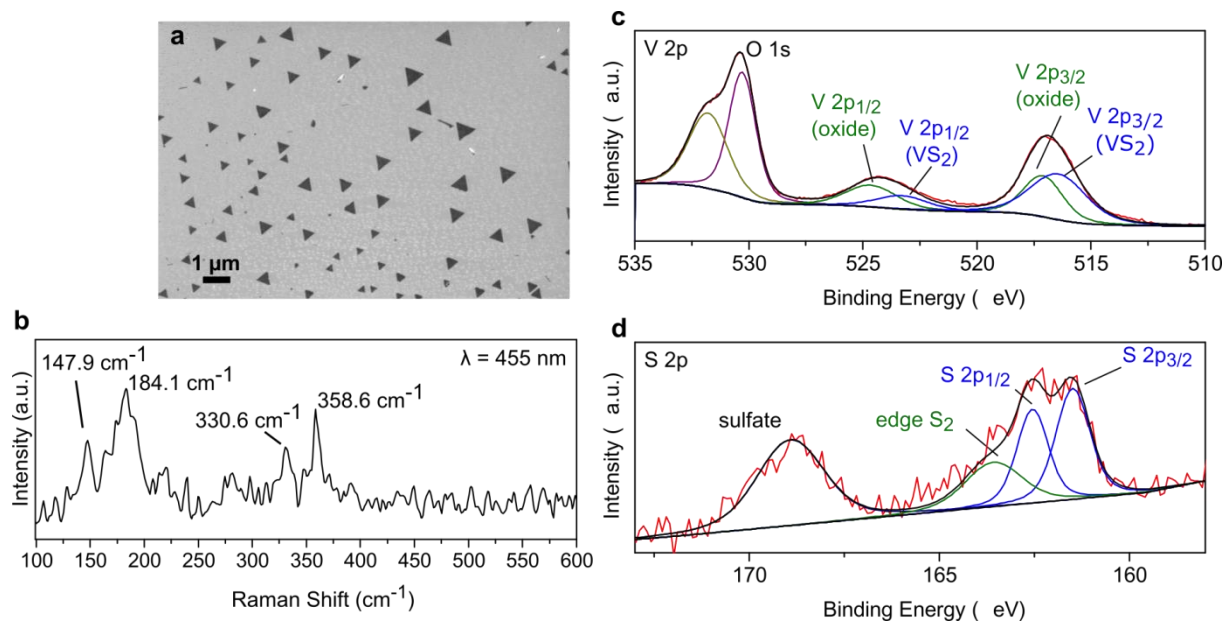 a
1 μm
b
147.9 cm-1
184.1 cm-1
330.6 cm-1
358.6 cm-1
λ = 455 nm
Intensity (a.u.)
100 150 200 250 300 350 400 450 500 550 600
Raman Shift (cm-1)
c
V 2p
O 1s
V 2p1/2
(oxide)
V 2p1/2
(VS2)
V 2p3/2
(oxide)
V 2p3/2
(VS2)
Intensity ( a.u.)
535 530 525 520 515 510
Binding Energy ( eV)
d
S 2p
sulfate
edge S2
S 2p1/2
S 2p3/2
Intensity ( a.u.)
170 165 160
Binding Energy ( eV)